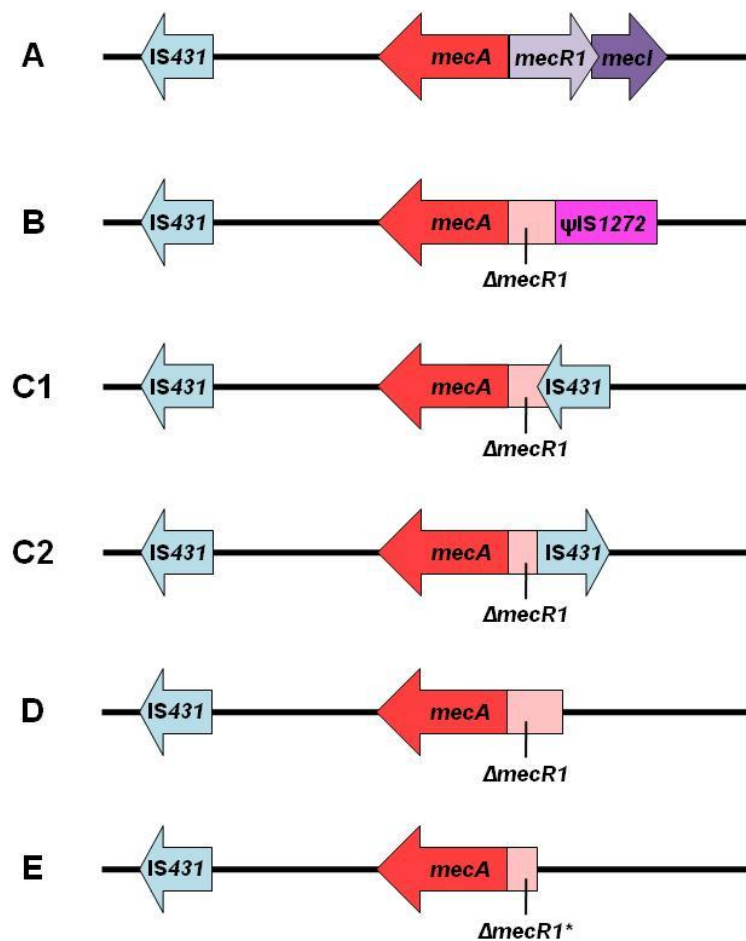 A IS431 mecA mecR1 mecI
B IS431 mecA ψIS1272
ΔmecR1
C1 IS431 mecA IS431
ΔmecR1
C2 IS431 mecA IS431
ΔmecR1
D IS431 mecA
ΔmecR1
E IS431 mecA
ΔmecR1*